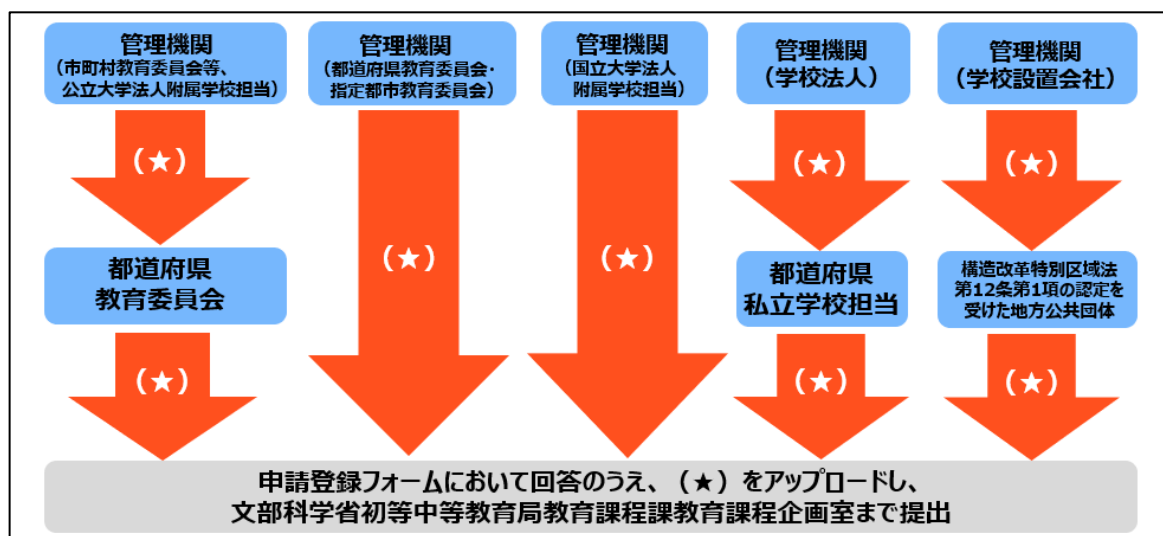 管理機関
（市町村教育委員会等、
公立大学法人附属学校担当）
管理機関
（都道府県教育委員会・
指定都市教育委員会）
管理機関
（国立大学法人
附属学校担当）
管理機関
（学校法人）
管理機関
（学校設置会社）
（★）
（★）
（★）
（★）
（★）
都道府県
教育委員会
都道府県
私立学校担当
構造改革特別区域法
第12条第1項の認定を
受けた地方公共団体
（★）
（★）
（★）
申請登録フォームにおいて回答のうえ、（★）をアップロードし、
文部科学省初等中等教育局教育課程課教育課程企画室まで提出